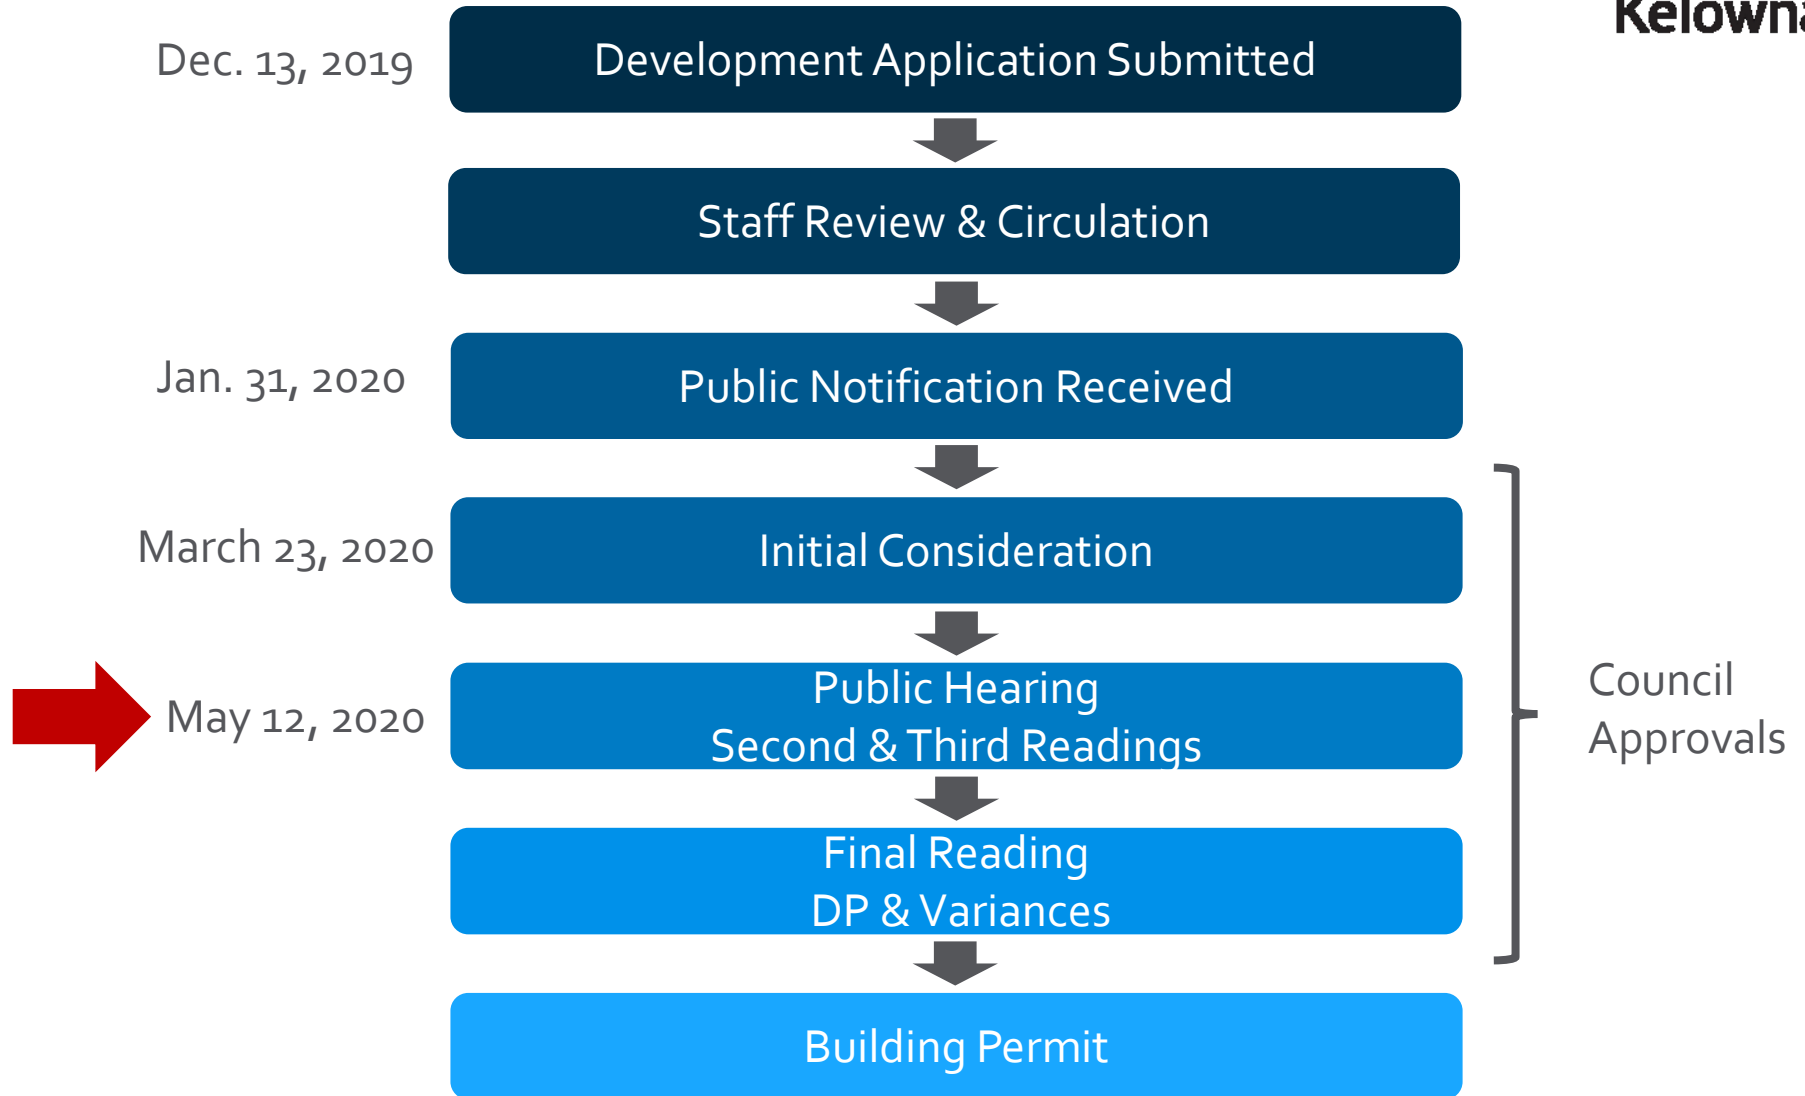 Kelowna
Dec. 13, 2019
Development Application Submitted
Staff Review & Circulation
Jan. 31, 2020
Public Notification Received
March 23, 2020
Initial Consideration
May 12, 2020
Public Hearing
Second & Third Readings
Council
Approvals
Final Reading
DP & Variances
Building Permit